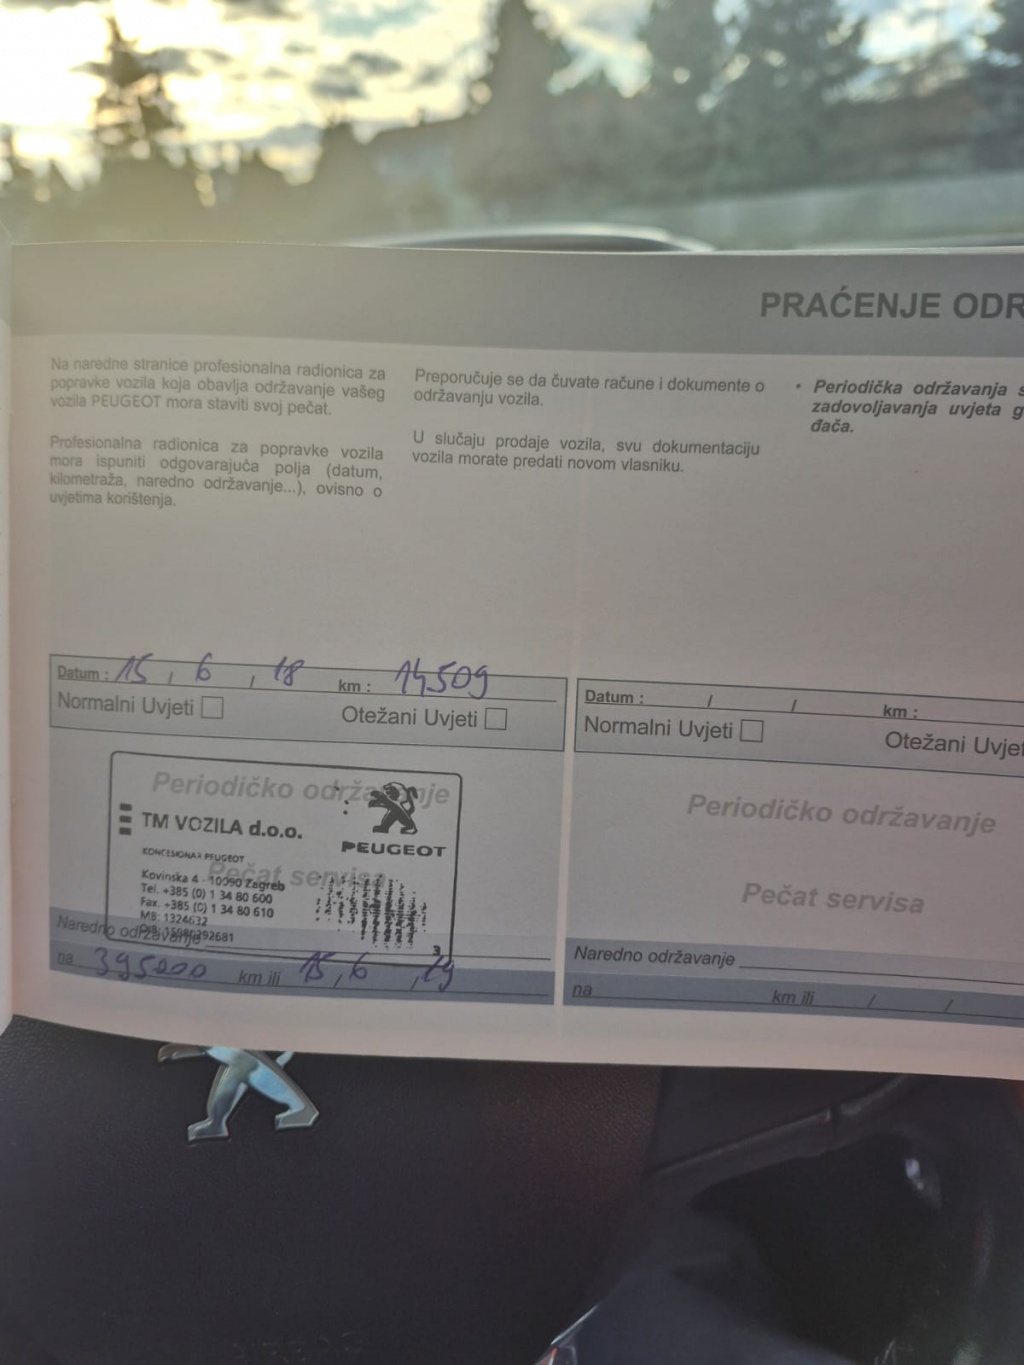 PRAĆENJE ODR
Na naredne stranice profesionalna radionica za
popravke vozila koja obavlja održavanje vašeg
vozila PEUGEOT mora staviti svoj pečat.
Profesionalna radionica za popravke vozila
mora ispuniti odgovarajuća polja (datum,
kilometraža, naredno održavanje...), ovisno o
uvjetima korištenja.
Preporučuje se da čuvate račune i dokumente o
održavanju vozila.
U slučaju prodaje vozila, svu dokumentaciju
vozila morate predati novom vlasniku.
• Periodička održavanja s
zadovoljavanja uvjeta g
đača.
Datum : 15 / 6 / 18 km : 14509
Normalni Uvjeti Otežani Uvjeti
Periodičko održavanje
TM VOZILA d.o.o.
PEUGEOT
KONCESIONAR PEUGEOT
Pečat servisa
Kovinska 4 - 10090 Zagreb
Tel. +385 (0) 1 34 80 600
Fax. +385 (0) 1 34 80 610
MB: 1324632
3
Naredno održavanje
na 395000 km ili 15 / 6 / 19
Datum : / / km :
Normalni Uvjeti Otežani Uvje
Periodičko održavanje
Pečat servisa
Naredno održavanje
na km ili / /